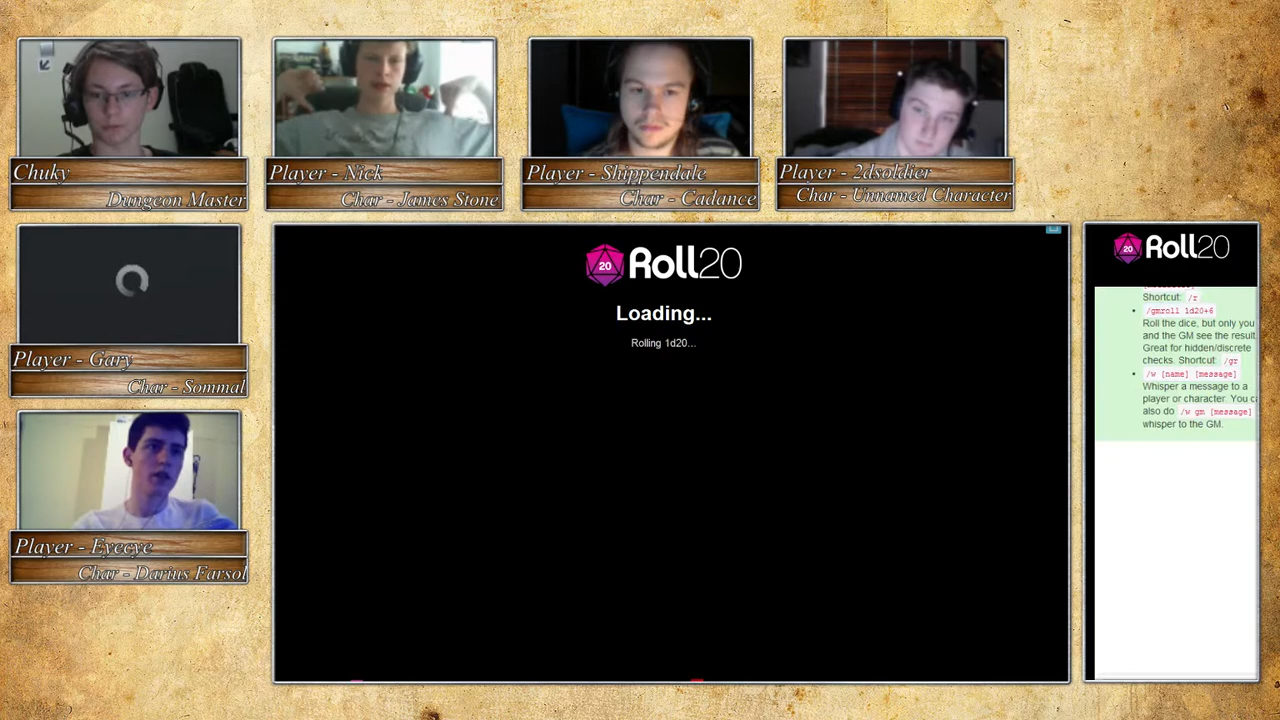 Chuky
Dungeon Master
Player - Nick
Char - James Stone
Player - Shippendale
Char - Cadance
Player - 2dsoldier
Char - Unnamed Character
Player - Gary
Char - Sommal
Player - Eyeeye
Char - Darius Farsol
20 Roll20
Loading...
Rolling 1d20...
20 Roll20
Shortcut: /r
/gmroll 1d20+6
Roll the dice, but only you
and the GM see the result.
Great for hidden/discrete
checks. Shortcut: /gr
/w [name] [message]
Whisper a message to a
player or character. You ca
also do /w gm [message]
whisper to the GM.